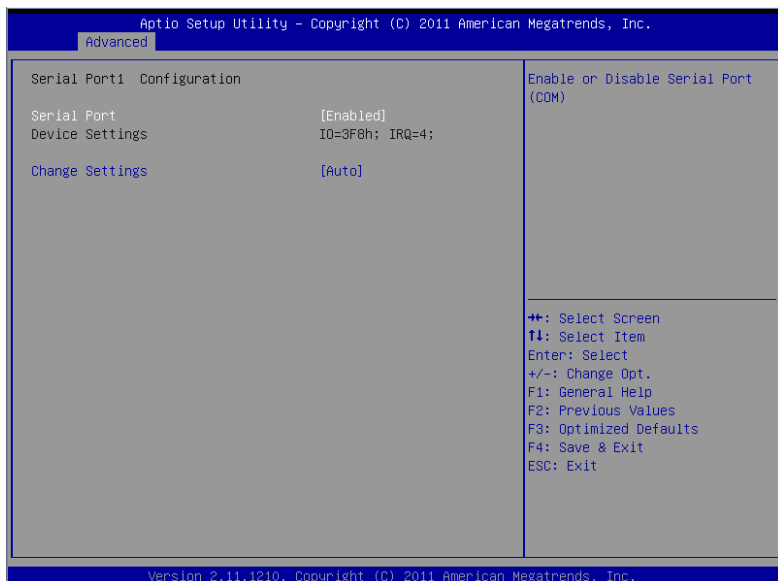 Aptio Setup Utility – Copyright (C) 2011 American Megatrends, Inc.
Advanced
Serial Port1 Configuration
Serial Port [Enabled]
Device Settings IO=3F8h; IRQ=4;
Change Settings [Auto]
Enable or Disable Serial Port
(COM)
→←: Select Screen
↑↓: Select Item
Enter: Select
+/-: Change Opt.
F1: General Help
F2: Previous Values
F3: Optimized Defaults
F4: Save & Exit
ESC: Exit
Version 2.11.1210. Copyright (C) 2011 American Megatrends, Inc.